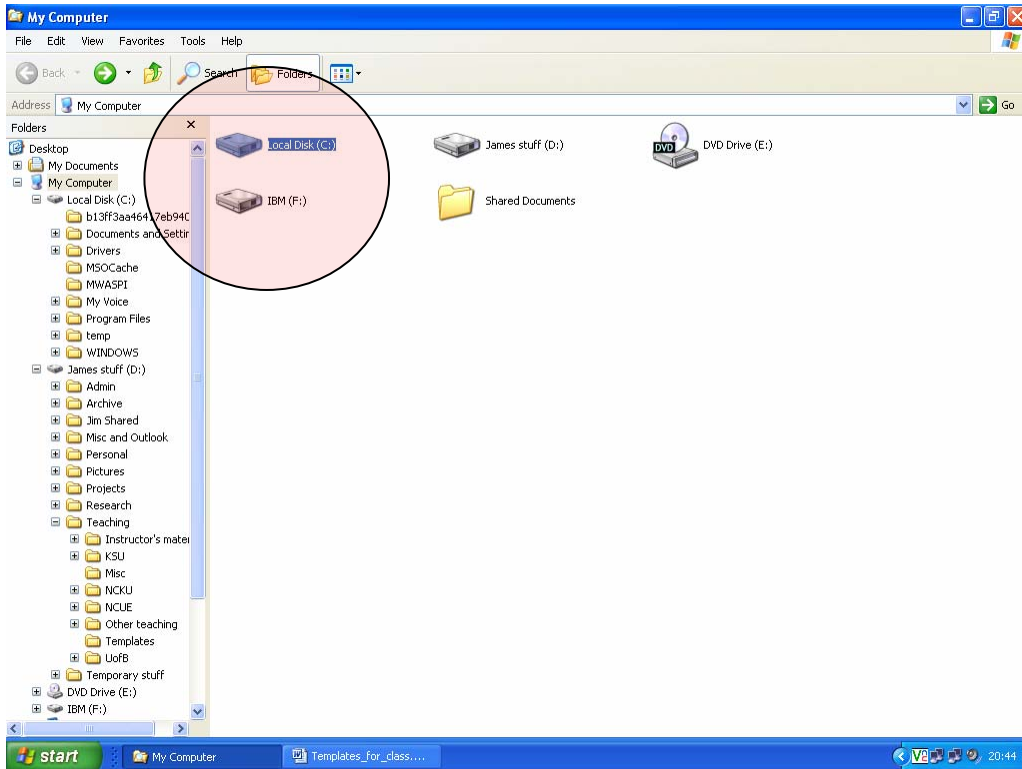 My Computer
File Edit View Favorites Tools Help
Back Search Folders
Address My Computer Go
Folders
Desktop
My Documents
My Computer
Local Disk (C:)
b13ff3aa46417eb940
Documents and Settin
Drivers
MSOCache
MWASPI
My Voice
Program Files
temp
WINDOWS
James stuff (D:)
Admin
Archive
Jim Shared
Misc and Outlook
Personal
Pictures
Projects
Research
Teaching
Instructor's mater
KSU
Misc
NCKU
NCUE
Other teaching
Templates
UofB
Temporary stuff
DVD Drive (E:)
IBM (F:)
Local Disk (C:) James stuff (D:) DVD DVD Drive (E:)
IBM (F:) Shared Documents
start My Computer Templates_for_class.... 20:44